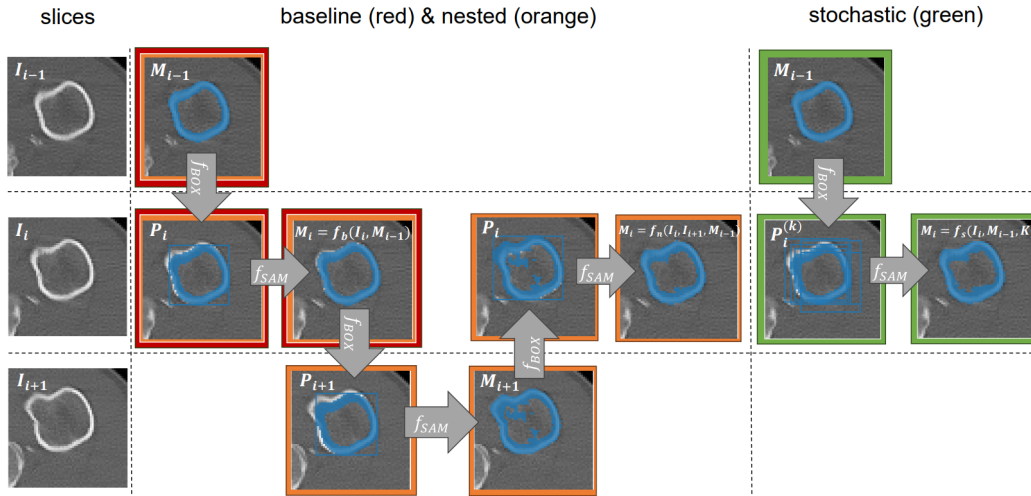 slices
baseline (red) & nested (orange)
stochastic (green)
I_{i-1}
M_{i-1}
M_{i-1}
f_{BOX}
f_{BOX}
I_i
P_i
M_i = f_b(I_i, M_{i-1})
P_i
M_i = f_n(I_i, I_{i+1}, M_{i-1})
P_i^{(k)}
M_i = f_s(I_i, M_{i-1}, K
f_{SAM}
f_{SAM}
f_{SAM}
f_{BOX}
f_{BOX}
I_{i+1}
P_{i+1}
M_{i+1}
f_{SAM}